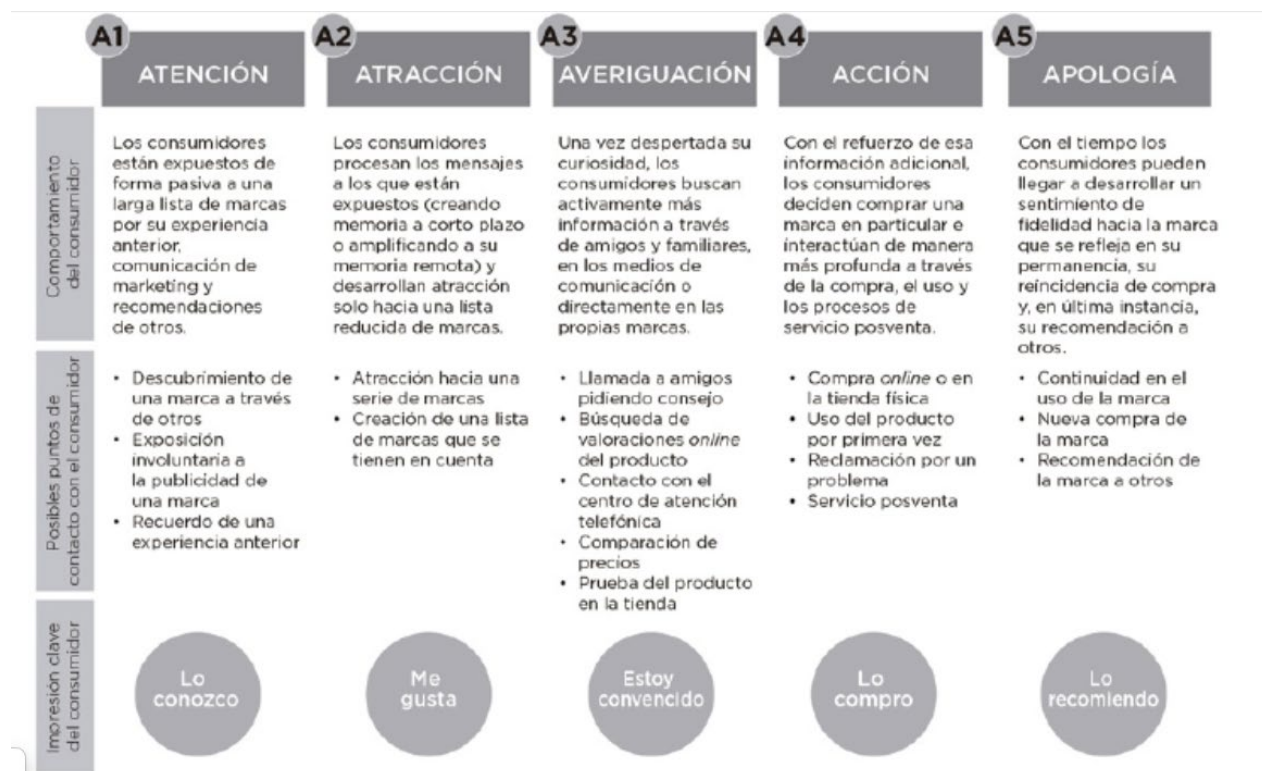 A1
ATENCIÓN
A2
ATRACCIÓN
A3
AVERIGUACIÓN
A4
ACCIÓN
A5
APOLOGÍA
Comportamiento
del consumidor
Los consumidores
están expuestos de
forma pasiva a una
larga lista de marcas
por su experiencia
anterior,
comunicación de
marketing y
recomendaciones
de otros.
Los consumidores
procesan los mensajes
a los que están
expuestos (creando
memoria a corto plazo
o amplificando a su
memoria remota) y
desarrollan atracción
solo hacia una lista
reducida de marcas.
Una vez despertada su
curiosidad, los
consumidores buscan
activamente más
información a través
de amigos y familiares,
en los medios de
comunicación o
directamente en las
propias marcas.
Con el refuerzo de esa
información adicional,
los consumidores
deciden comprar una
marca en particular e
interactúan de manera
más profunda a través
de la compra, el uso y
los procesos de
servicio posventa.
Con el tiempo los
consumidores pueden
llegar a desarrollar un
sentimiento de
fidelidad hacia la marca
que se refleja en su
permanencia, su
reincidencia de compra
y, en última instancia,
su recomendación a
otros.
Posibles puntos de
contacto con el consumidor
• Descubrimiento de
una marca a través
de otros
• Exposición
involuntaria a
la publicidad de
una marca
• Recuerdo de una
experiencia anterior
• Atracción hacia una
serie de marcas
• Creación de una lista
de marcas que se
tienen en cuenta
• Llamada a amigos
pidiendo consejo
• Búsqueda de
valoraciones online
del producto
• Contacto con el
centro de atención
telefónica
• Comparación de
precios
• Prueba del producto
en la tienda
• Compra online o en
la tienda física
• Uso del producto
por primera vez
• Reclamación por un
problema
• Servicio posventa
• Continuidad en el
uso de la marca
• Nueva compra de
la marca
• Recomendación de
la marca a otros
Impresión clave
del consumidor
Lo
conozco
Me
gusta
Estoy
convencido
Lo
compro
Lo
recomiendo